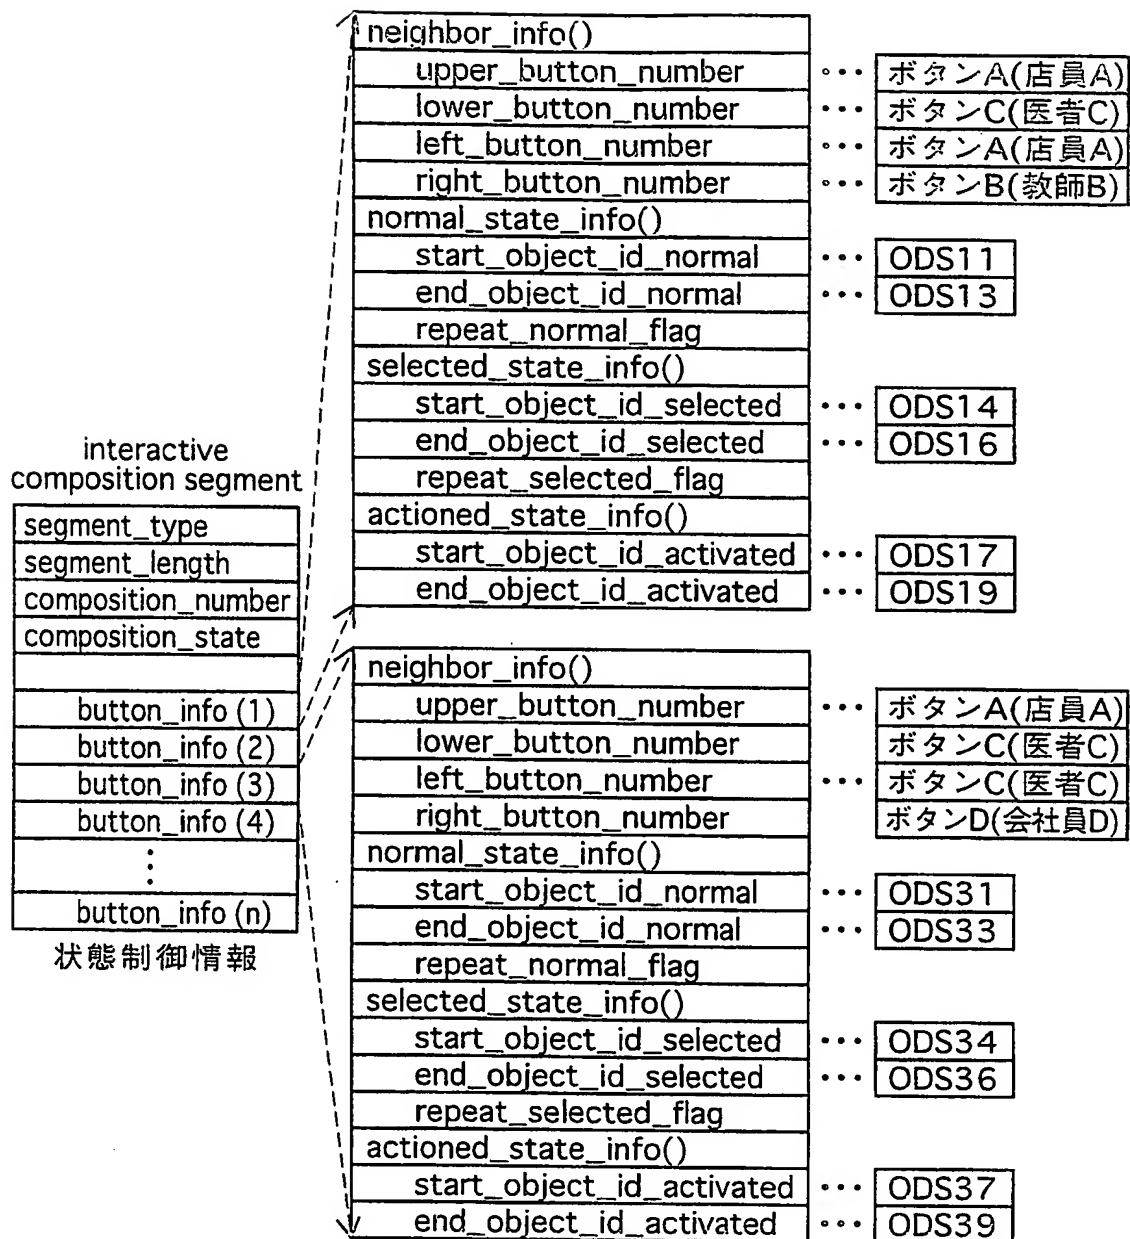 interactive
composition segment
segment_type
segment_length
composition_number
composition_state
button_info (1)
button_info (2)
button_info (3)
button_info (4)
⋮
button_info (n)
状態制御情報
neighbor_info()
upper_button_number ••• ボタンA(店員A)
lower_button_number ••• ボタンC(医者C)
left_button_number ••• ボタンA(店員A)
right_button_number ••• ボタンB(教師B)
normal_state_info()
start_object_id_normal ••• ODS11
end_object_id_normal ••• ODS13
repeat_normal_flag
selected_state_info()
start_object_id_selected ••• ODS14
end_object_id_selected ••• ODS16
repeat_selected_flag
actioned_state_info()
start_object_id_activated ••• ODS17
end_object_id_activated ••• ODS19
neighbor_info()
upper_button_number ••• ボタンA(店員A)
lower_button_number ボタンC(医者C)
left_button_number ••• ボタンC(医者C)
right_button_number ボタンD(会社員D)
normal_state_info()
start_object_id_normal ••• ODS31
end_object_id_normal ••• ODS33
repeat_normal_flag
selected_state_info()
start_object_id_selected ••• ODS34
end_object_id_selected ••• ODS36
repeat_selected_flag
actioned_state_info()
start_object_id_activated ••• ODS37
end_object_id_activated ••• ODS39